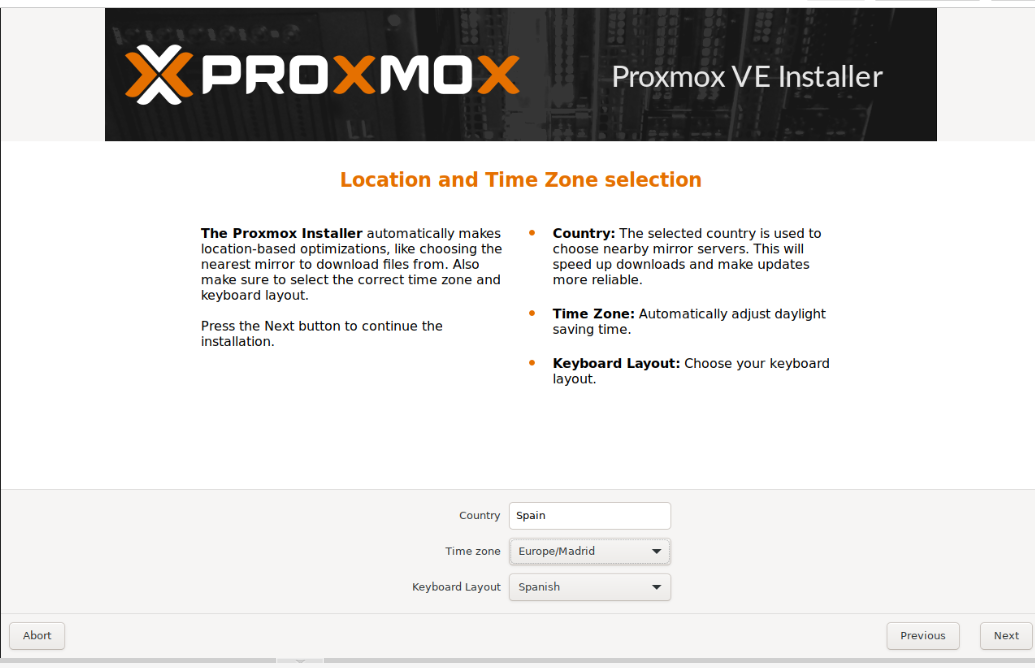 PROXMOX
Proxmox VE Installer
Location and Time Zone selection
The Proxmox Installer automatically makes
location-based optimizations, like choosing the
nearest mirror to download files from. Also
make sure to select the correct time zone and
keyboard layout.
Press the Next button to continue the
installation.
Country: The selected country is used to
choose nearby mirror servers. This will
speed up downloads and make updates
more reliable.
Time Zone: Automatically adjust daylight
saving time.
Keyboard Layout: Choose your keyboard
layout.
Country Spain
Time zone Europe/Madrid
Keyboard Layout Spanish
Abort Previous Next